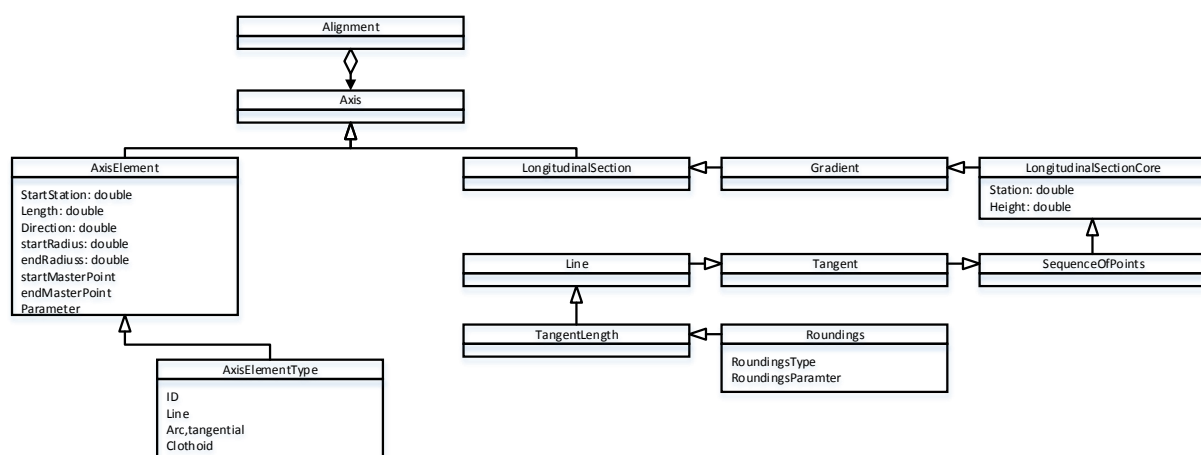 Alignment
Axis
AxisElement
StartStation: double
Length: double
Direction: double
startRadius: double
endRadiuss: double
startMasterPoint
endMasterPoint
Parameter
AxisElementType
ID
Line
Arc,tangential
Clothoid
LongitudinalSection
Gradient
LongitudinalSectionCore
Station: double
Height: double
Line
Tangent
SequenceOfPoints
TangentLength
Roundings
RoundingsType
RoundingsParamter